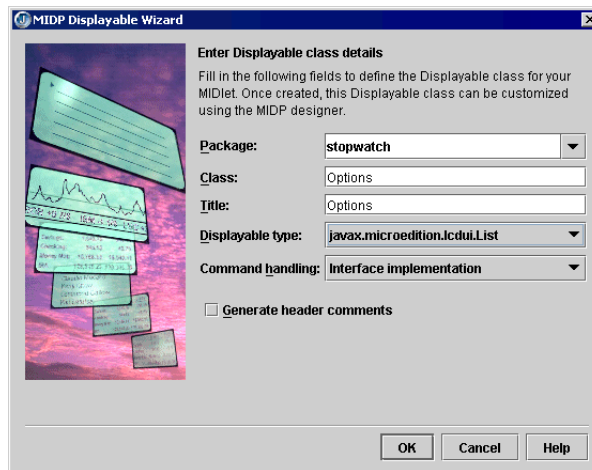 MIDP Displayable Wizard
Enter Displayable class details
Fill in the following fields to define the Displayable class for your
MIDlet. Once created, this Displayable class can be customized
using the MIDP designer.
Package: stopwatch
Class: Options
Title: Options
Displayable type: javax.microedition.lcdui.List
Command handling: Interface implementation
Generate header comments
OK Cancel Help